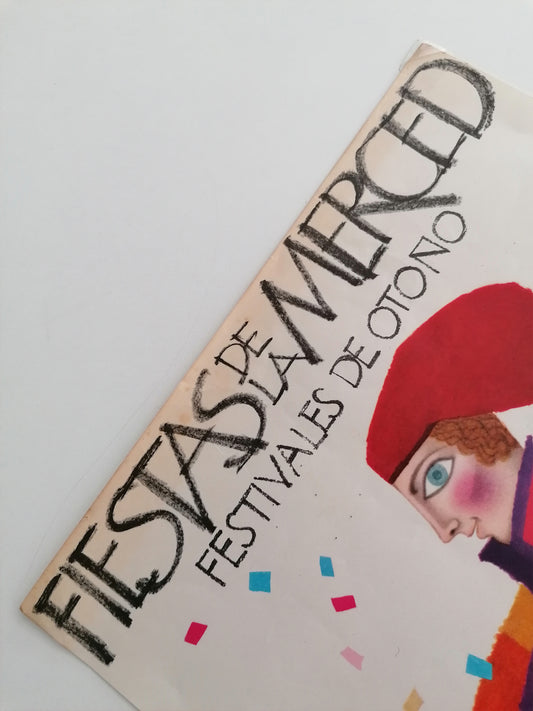 FIESTAS DE LA MERCED
FESTIVALES DE OTOÑO